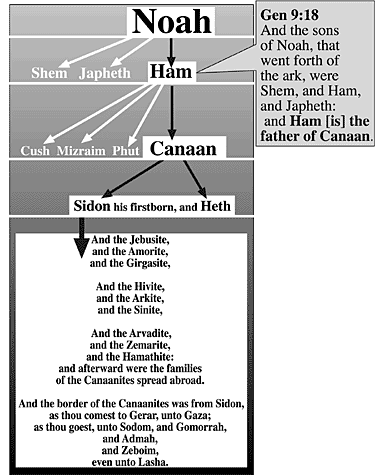 Noah
Gen 9:18
And the sons
of Noah, that
went forth of
the ark, were
Shem, and Ham,
and Japheth:
and Ham [is] the
father of Canaan.
Shem Japheth Ham
Cush Mizraim Phut Canaan
Sidon his firstborn, and Heth
And the Jebusite,
and the Amorite,
and the Girgasite,
And the Hivite,
and the Arkite,
and the Sinite,
And the Arvadite,
and the Zemarite,
and the Hamathite:
and afterward were the families
of the Canaanites spread abroad.
And the border of the Canaanites was from Sidon,
as thou comest to Gerar, unto Gaza;
as thou goest, unto Sodom, and Gomorrah,
and Admah,
and Zeboim,
even unto Lasha.